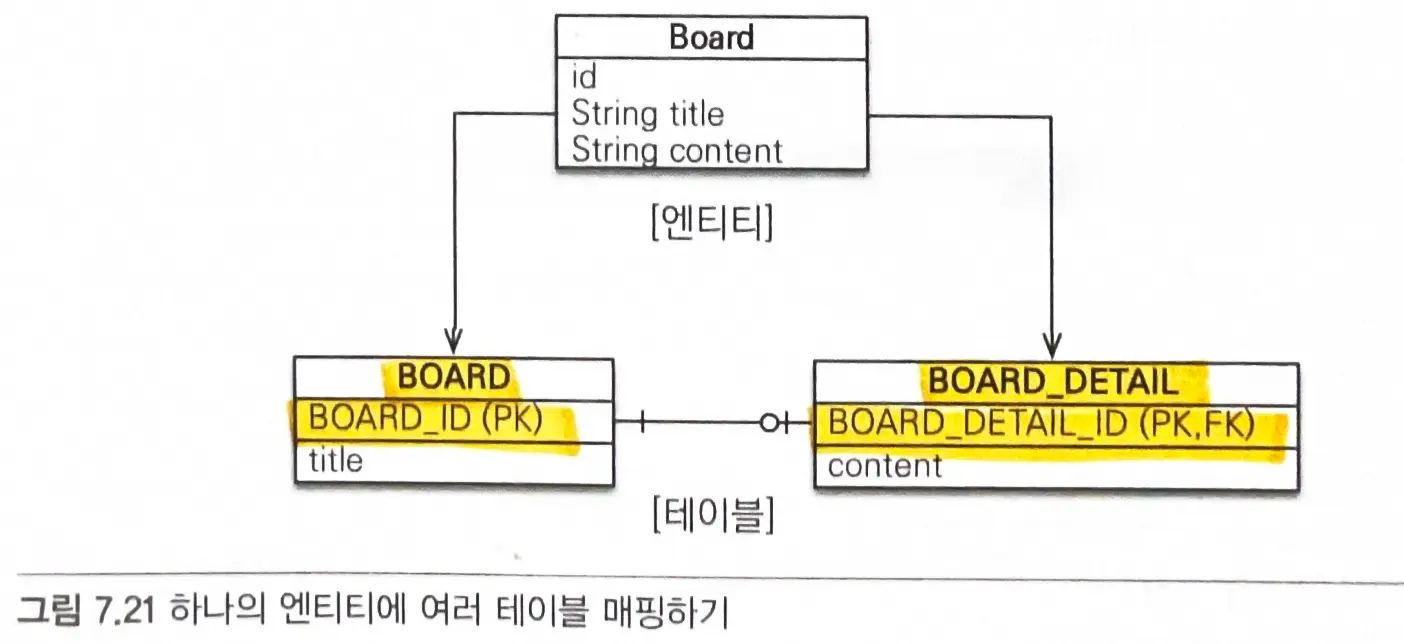 Board
id
String title
String content
[엔티티]
BOARD
BOARD_ID (PK)
title
BOARD_DETAIL
BOARD_DETAIL_ID (PK,FK)
content
[테이블]
그림 7.21 하나의 엔티티에 여러 테이블 매핑하기